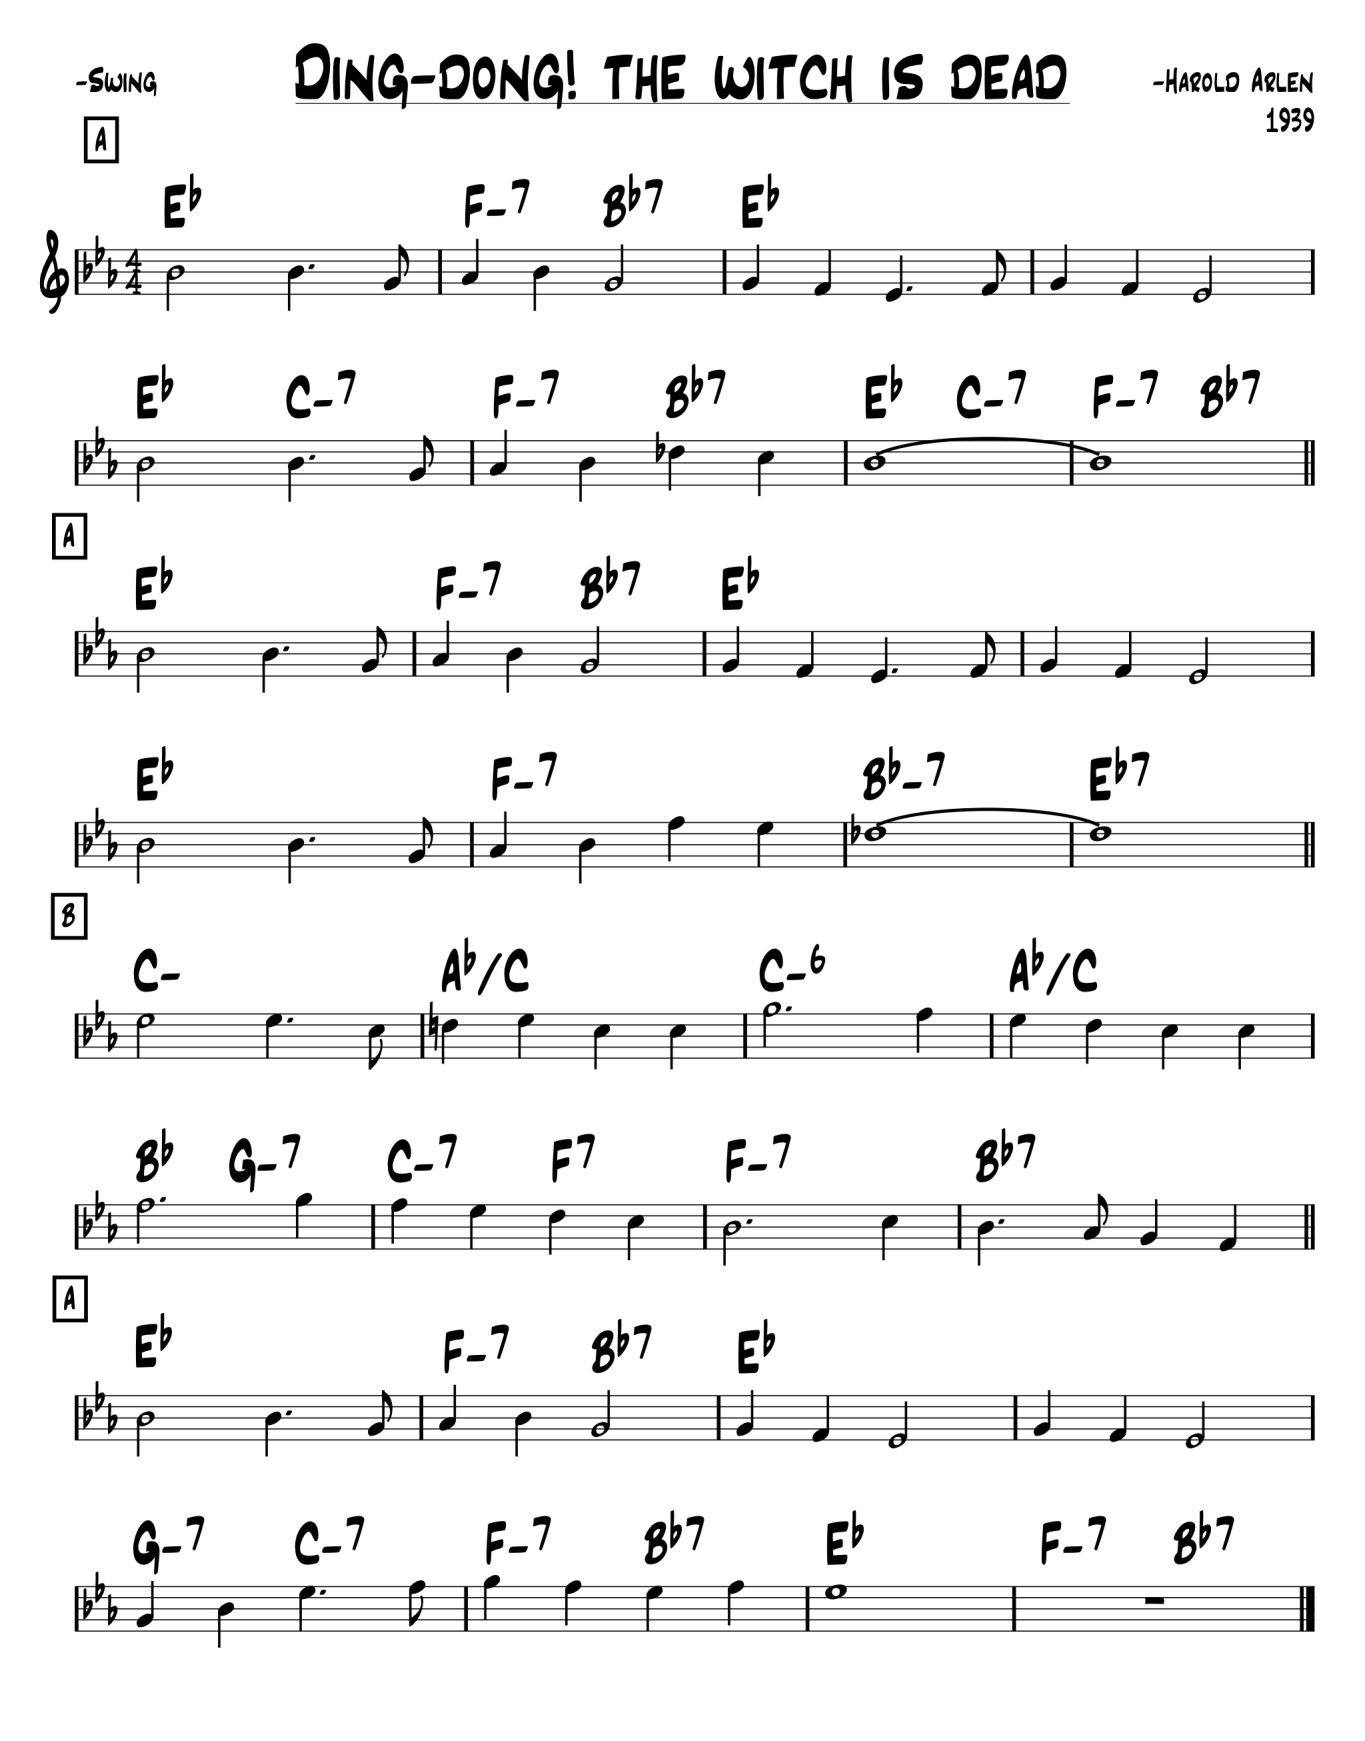 -Swing Ding-dong! the witch is dead -Harold Arlen
1939
A
E♭ F-7 B♭7 E♭
4
4
E♭ C-7 F-7 B♭7 E♭ C-7 F-7 B♭7
A
E♭ F-7 B♭7 E♭
E♭ F-7 B♭-7 E♭7
B
C- A♭/C C-6 A♭/C
B♭ G-7 C-7 F7 F-7 B♭7
A
E♭ F-7 B♭7 E♭
G-7 C-7 F-7 B♭7 E♭ F-7 B♭7